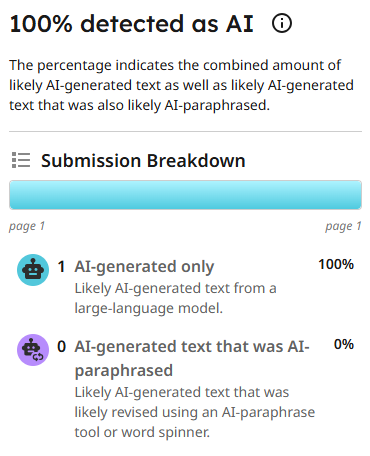 100% detected as AI
The percentage indicates the combined amount of
likely AI-generated text as well as likely AI-generated
text that was also likely AI-paraphrased.
Submission Breakdown
page 1 page 1
1 AI-generated only 100%
Likely AI-generated text from a
large-language model.
0 AI-generated text that was AI- 0%
paraphrased
Likely AI-generated text that was
likely revised using an AI-paraphrase
tool or word spinner.